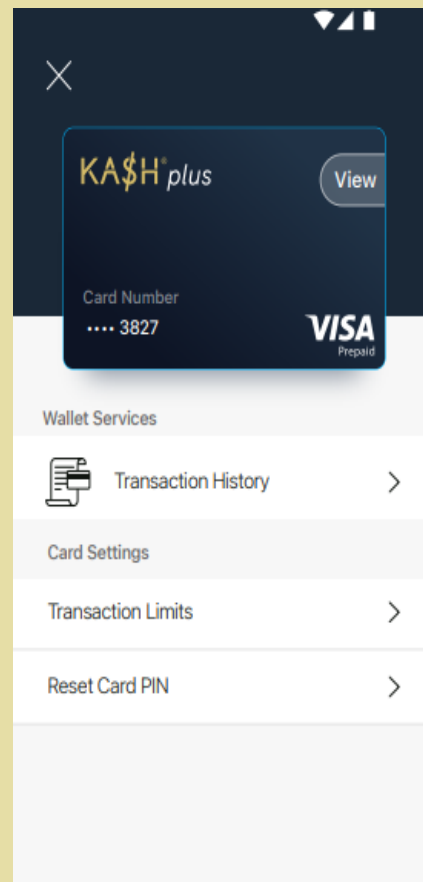 KA$H® plus
View
Card Number
•••• 3827
VISA
Prepaid
Wallet Services
Transaction History
Card Settings
Transaction Limits
Reset Card PIN